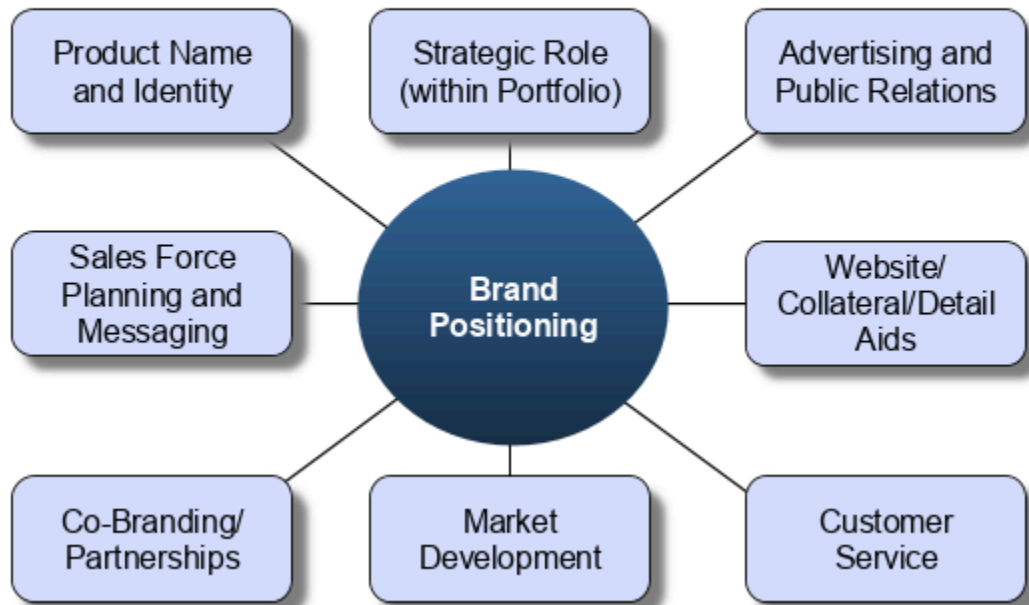 Product Name
and Identity
Strategic Role
(within Portfolio)
Advertising and
Public Relations
Sales Force
Planning and
Messaging
Brand
Positioning
Website/
Collateral/Detail
Aids
Co-Branding/
Partnerships
Market
Development
Customer
Service